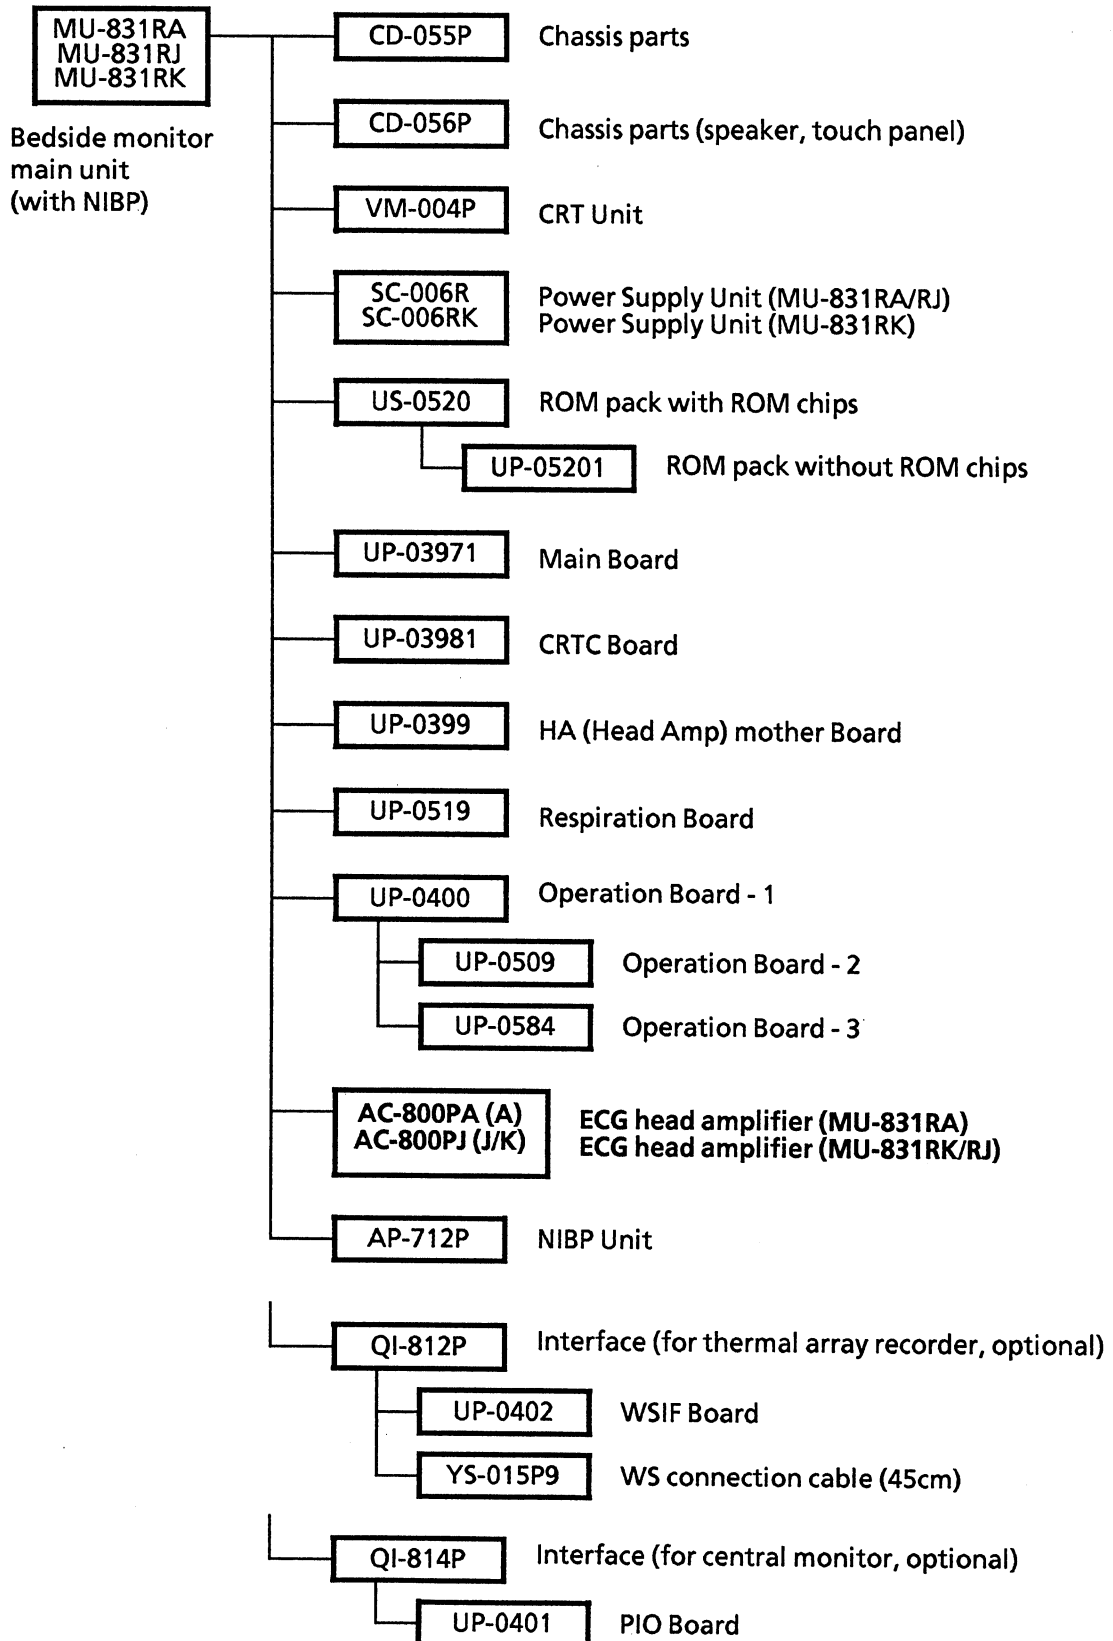 MU-831RA
MU-831RJ
MU-831RK
Bedside monitor
main unit
(with NIBP)
CD-055P Chassis parts
CD-056P Chassis parts (speaker, touch panel)
VM-004P CRT Unit
SC-006R Power Supply Unit (MU-831RA/RJ)
SC-006RK Power Supply Unit (MU-831RK)
US-0520 ROM pack with ROM chips
UP-05201 ROM pack without ROM chips
UP-03971 Main Board
UP-03981 CRTC Board
UP-0399 HA (Head Amp) mother Board
UP-0519 Respiration Board
UP-0400 Operation Board - 1
UP-0509 Operation Board - 2
UP-0584 Operation Board - 3
AC-800PA (A) ECG head amplifier (MU-831RA)
AC-800PJ (J/K) ECG head amplifier (MU-831RK/RJ)
AP-712P NIBP Unit
QI-812P Interface (for thermal array recorder, optional)
UP-0402 WSIF Board
YS-015P9 WS connection cable (45cm)
QI-814P Interface (for central monitor, optional)
UP-0401 PIO Board